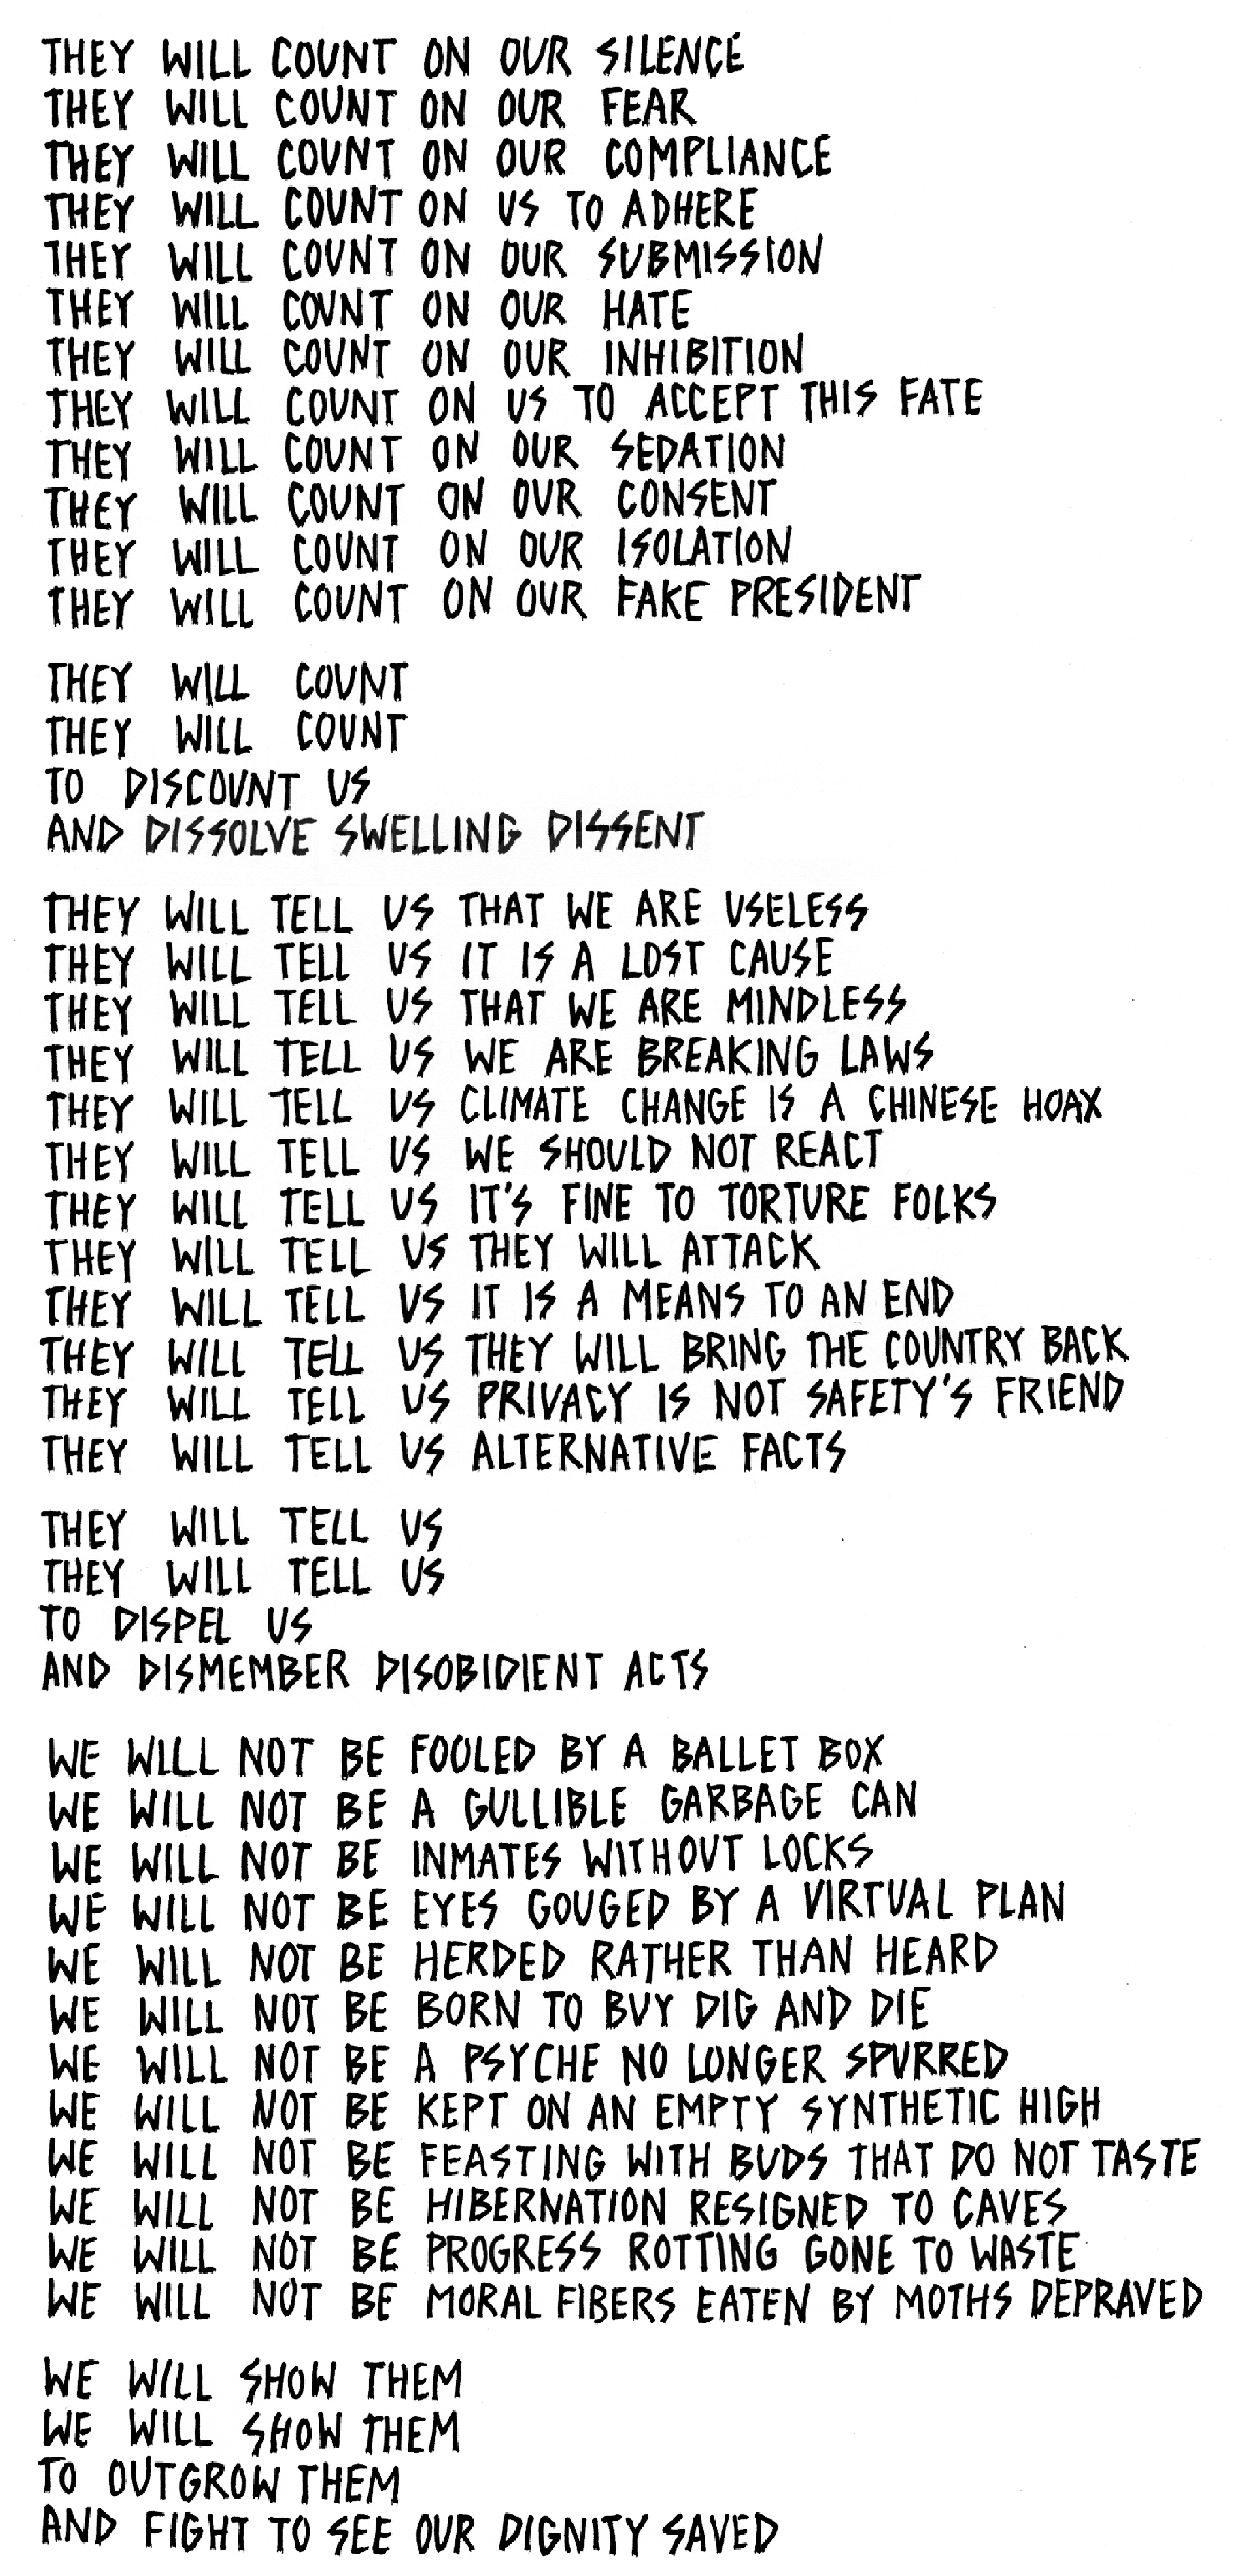 THEY WILL COUNT ON OUR SILENCE
THEY WILL COUNT ON OUR FEAR
THEY WILL COUNT ON OUR COMPLIANCE
THEY WILL COUNT ON US TO ADHERE
THEY WILL COUNT ON OUR SUBMISSION
THEY WILL COUNT ON OUR HATE
THEY WILL COUNT ON OUR INHIBITION
THEY WILL COUNT ON US TO ACCEPT THIS FATE
THEY WILL COUNT ON OUR SEDATION
THEY WILL COUNT ON OUR CONSENT
THEY WILL COUNT ON OUR ISOLATION
THEY WILL COUNT ON OUR FAKE PRESIDENT
THEY WILL COUNT
THEY WILL COUNT
TO DISCOUNT US
AND DISSOLVE SWELLING DISSENT
THEY WILL TELL US THAT WE ARE USELESS
THEY WILL TELL US IT IS A LOST CAUSE
THEY WILL TELL US THAT WE ARE MINDLESS
THEY WILL TELL US WE ARE BREAKING LAWS
THEY WILL TELL US CLIMATE CHANGE IS A CHINESE HOAX
THEY WILL TELL US WE SHOULD NOT REACT
THEY WILL TELL US IT'S FINE TO TORTURE FOLKS
THEY WILL TELL US THEY WILL ATTACK
THEY WILL TELL US IT IS A MEANS TO AN END
THEY WILL TELL US THEY WILL BRING THE COUNTRY BACK
THEY WILL TELL US PRIVACY IS NOT SAFETY'S FRIEND
THEY WILL TELL US ALTERNATIVE FACTS
THEY WILL TELL US
THEY WILL TELL US
TO DISPEL US
AND DISMEMBER DISOBIDIENT ACTS
WE WILL NOT BE FOOLED BY A BALLET BOX
WE WILL NOT BE A GULLIBLE GARBAGE CAN
WE WILL NOT BE INMATES WITHOUT LOCKS
WE WILL NOT BE EYES GOUGED BY A VIRTUAL PLAN
WE WILL NOT BE HERDED RATHER THAN HEARD
WE WILL NOT BE BORN TO BUY DIG AND DIE
WE WILL NOT BE A PSYCHE NO LONGER SPURRED
WE WILL NOT BE KEPT ON AN EMPTY SYNTHETIC HIGH
WE WILL NOT BE FEASTING WITH BUDS THAT DO NOT TASTE
WE WILL NOT BE HIBERNATION RESIGNED TO CAVES
WE WILL NOT BE PROGRESS ROTTING GONE TO WASTE
WE WILL NOT BE MORAL FIBERS EATEN BY MOTHS DEPRAVED
WE WILL SHOW THEM
WE WILL SHOW THEM
TO OUTGROW THEM
AND FIGHT TO SEE OUR DIGNITY SAVED